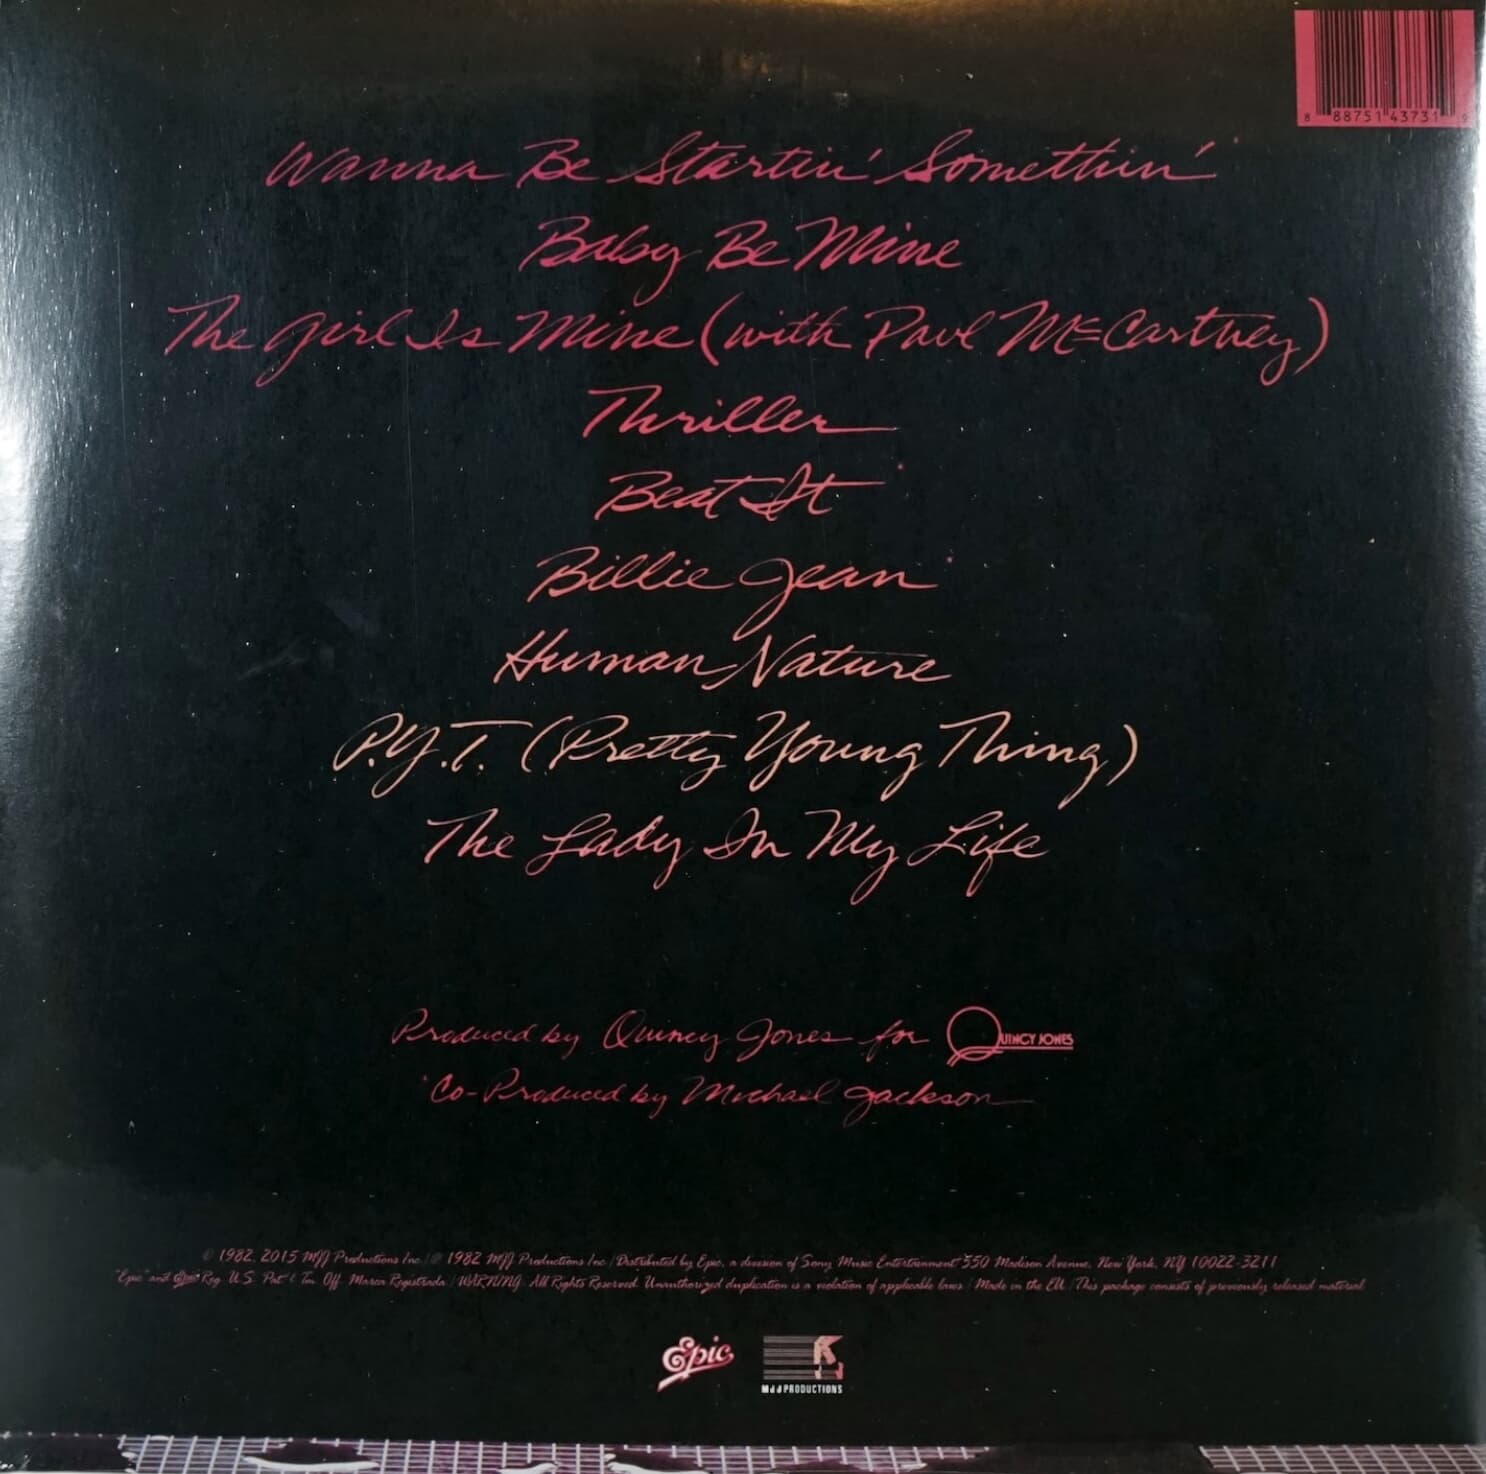 8 88751 43731 9
Wanna Be Startin' Somethin'
Baby Be Mine
The Girl Is Mine (with Paul McCartney)
Thriller
Beat It
Billie Jean
Human Nature
P.Y.T. (Pretty Young Thing)
The Lady In My Life
Produced by Quincy Jones for QUINCY JONES
Co-Produced by Michael Jackson
© 1982, 2015 MJJ Productions Inc. / ℗ 1982 MJJ Productions Inc. / Distributed by Epic, a division of Sony Music Entertainment / 550 Madison Avenue, New York, NY 10022-3211
"Epic" and Epic Reg. U.S. Pat. & Tm. Off. Marca Registrada. / WARNING: All Rights Reserved. Unauthorized duplication is a violation of applicable laws. / Made in the EU. / This package consists of previously released material
Epic
MJJ PRODUCTIONS